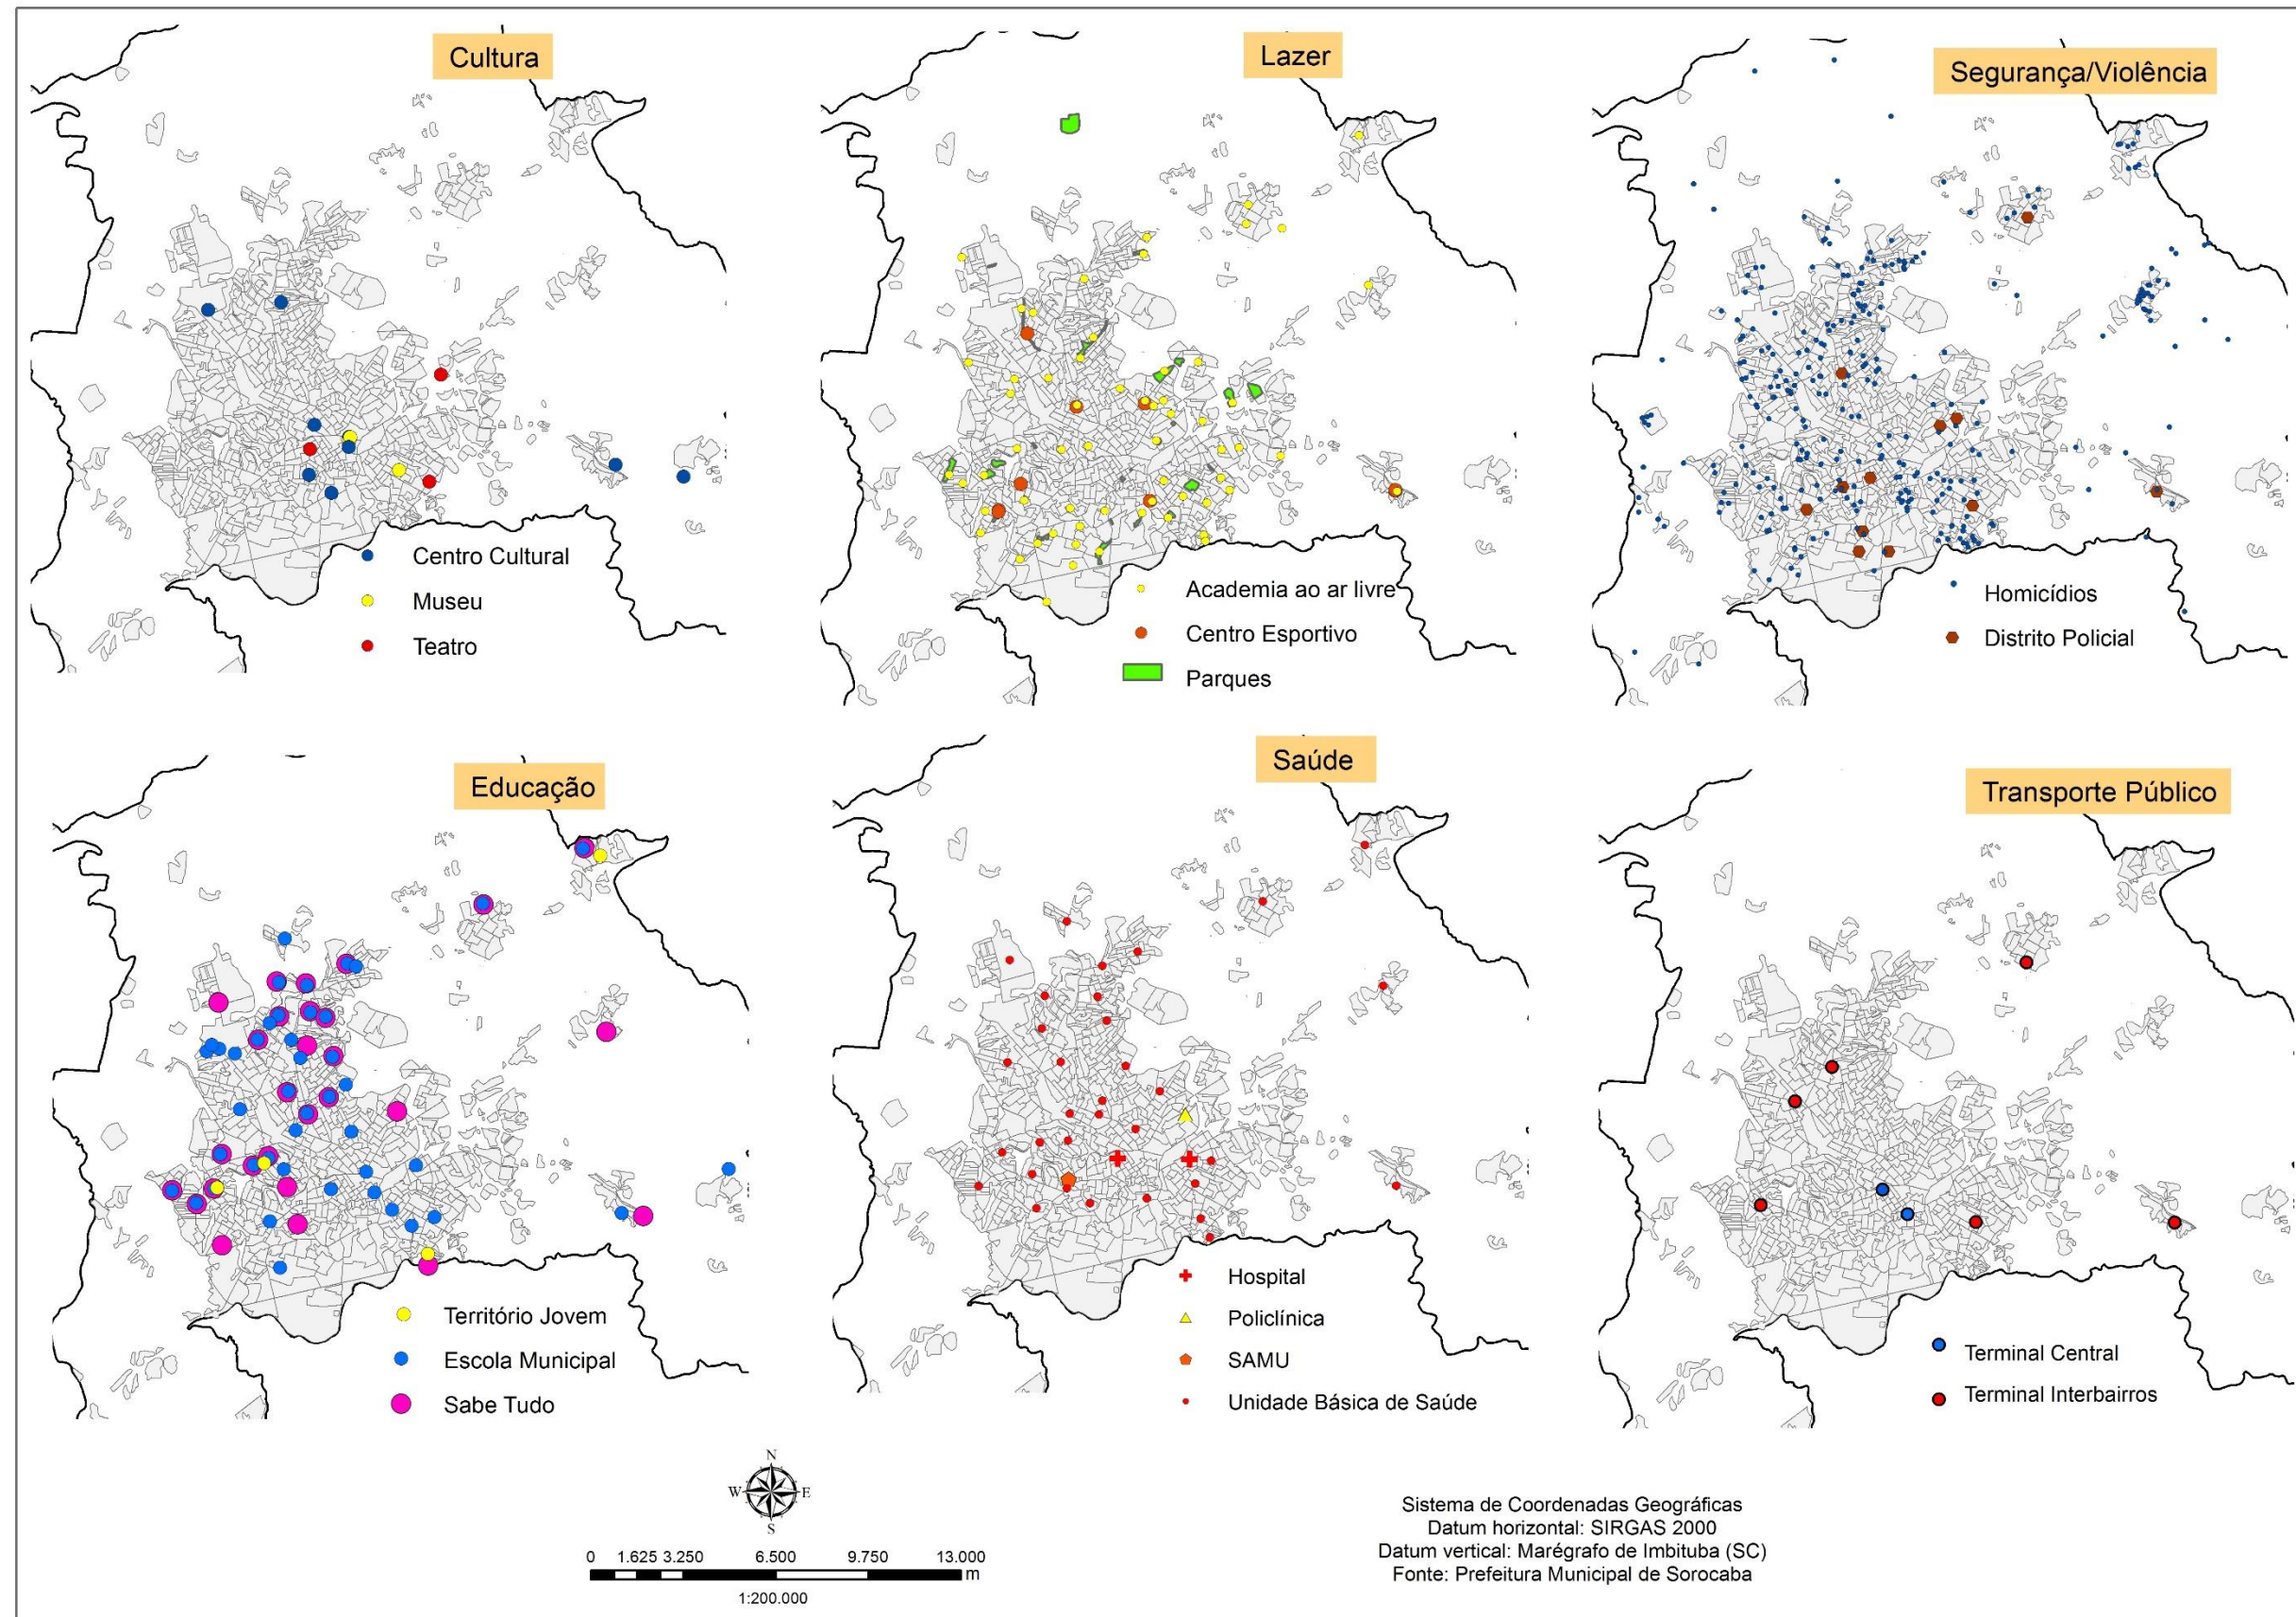 Cultura
Centro Cultural
Museu
Teatro
Lazer
Academia ao ar livre
Centro Esportivo
Parques
Segurança/Violência
Homicídios
Distrito Policial
Educação
Território Jovem
Escola Municipal
Sabe Tudo
Saúde
Hospital
Policlínica
SAMU
Unidade Básica de Saúde
Transporte Público
Terminal Central
Terminal Interbairros
N
W E
S
0 1.625 3.250 6.500 9.750 13.000
m
1:200.000
Sistema de Coordenadas Geográficas
Datum horizontal: SIRGAS 2000
Datum vertical: Marégrafo de Imbituba (SC)
Fonte: Prefeitura Municipal de Sorocaba